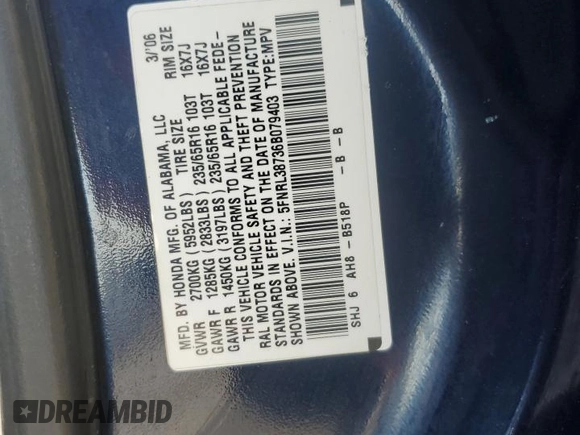 MFD. BY HONDA MFG. OF ALABAMA, LLC 3/'06
TIRE SIZE RIM SIZE
GVWR 2700KG (5952LBS)
GAWR F 1285KG (2833LBS) 235/65R16 103T 16X7J
GAWR R 1450KG (3197LBS) 235/65R16 103T 16X7J
THIS VEHICLE CONFORMS TO ALL APPLICABLE FEDE-
RAL MOTOR VEHICLE SAFETY AND THEFT PREVENTION
STANDARDS IN EFFECT ON THE DATE OF MANUFACTURE
SHOWN ABOVE. V.I.N.: 5FNRL38736B079403 TYPE:MPV
SHJ 6 AH8 - B518P - B - B
DREAMBID